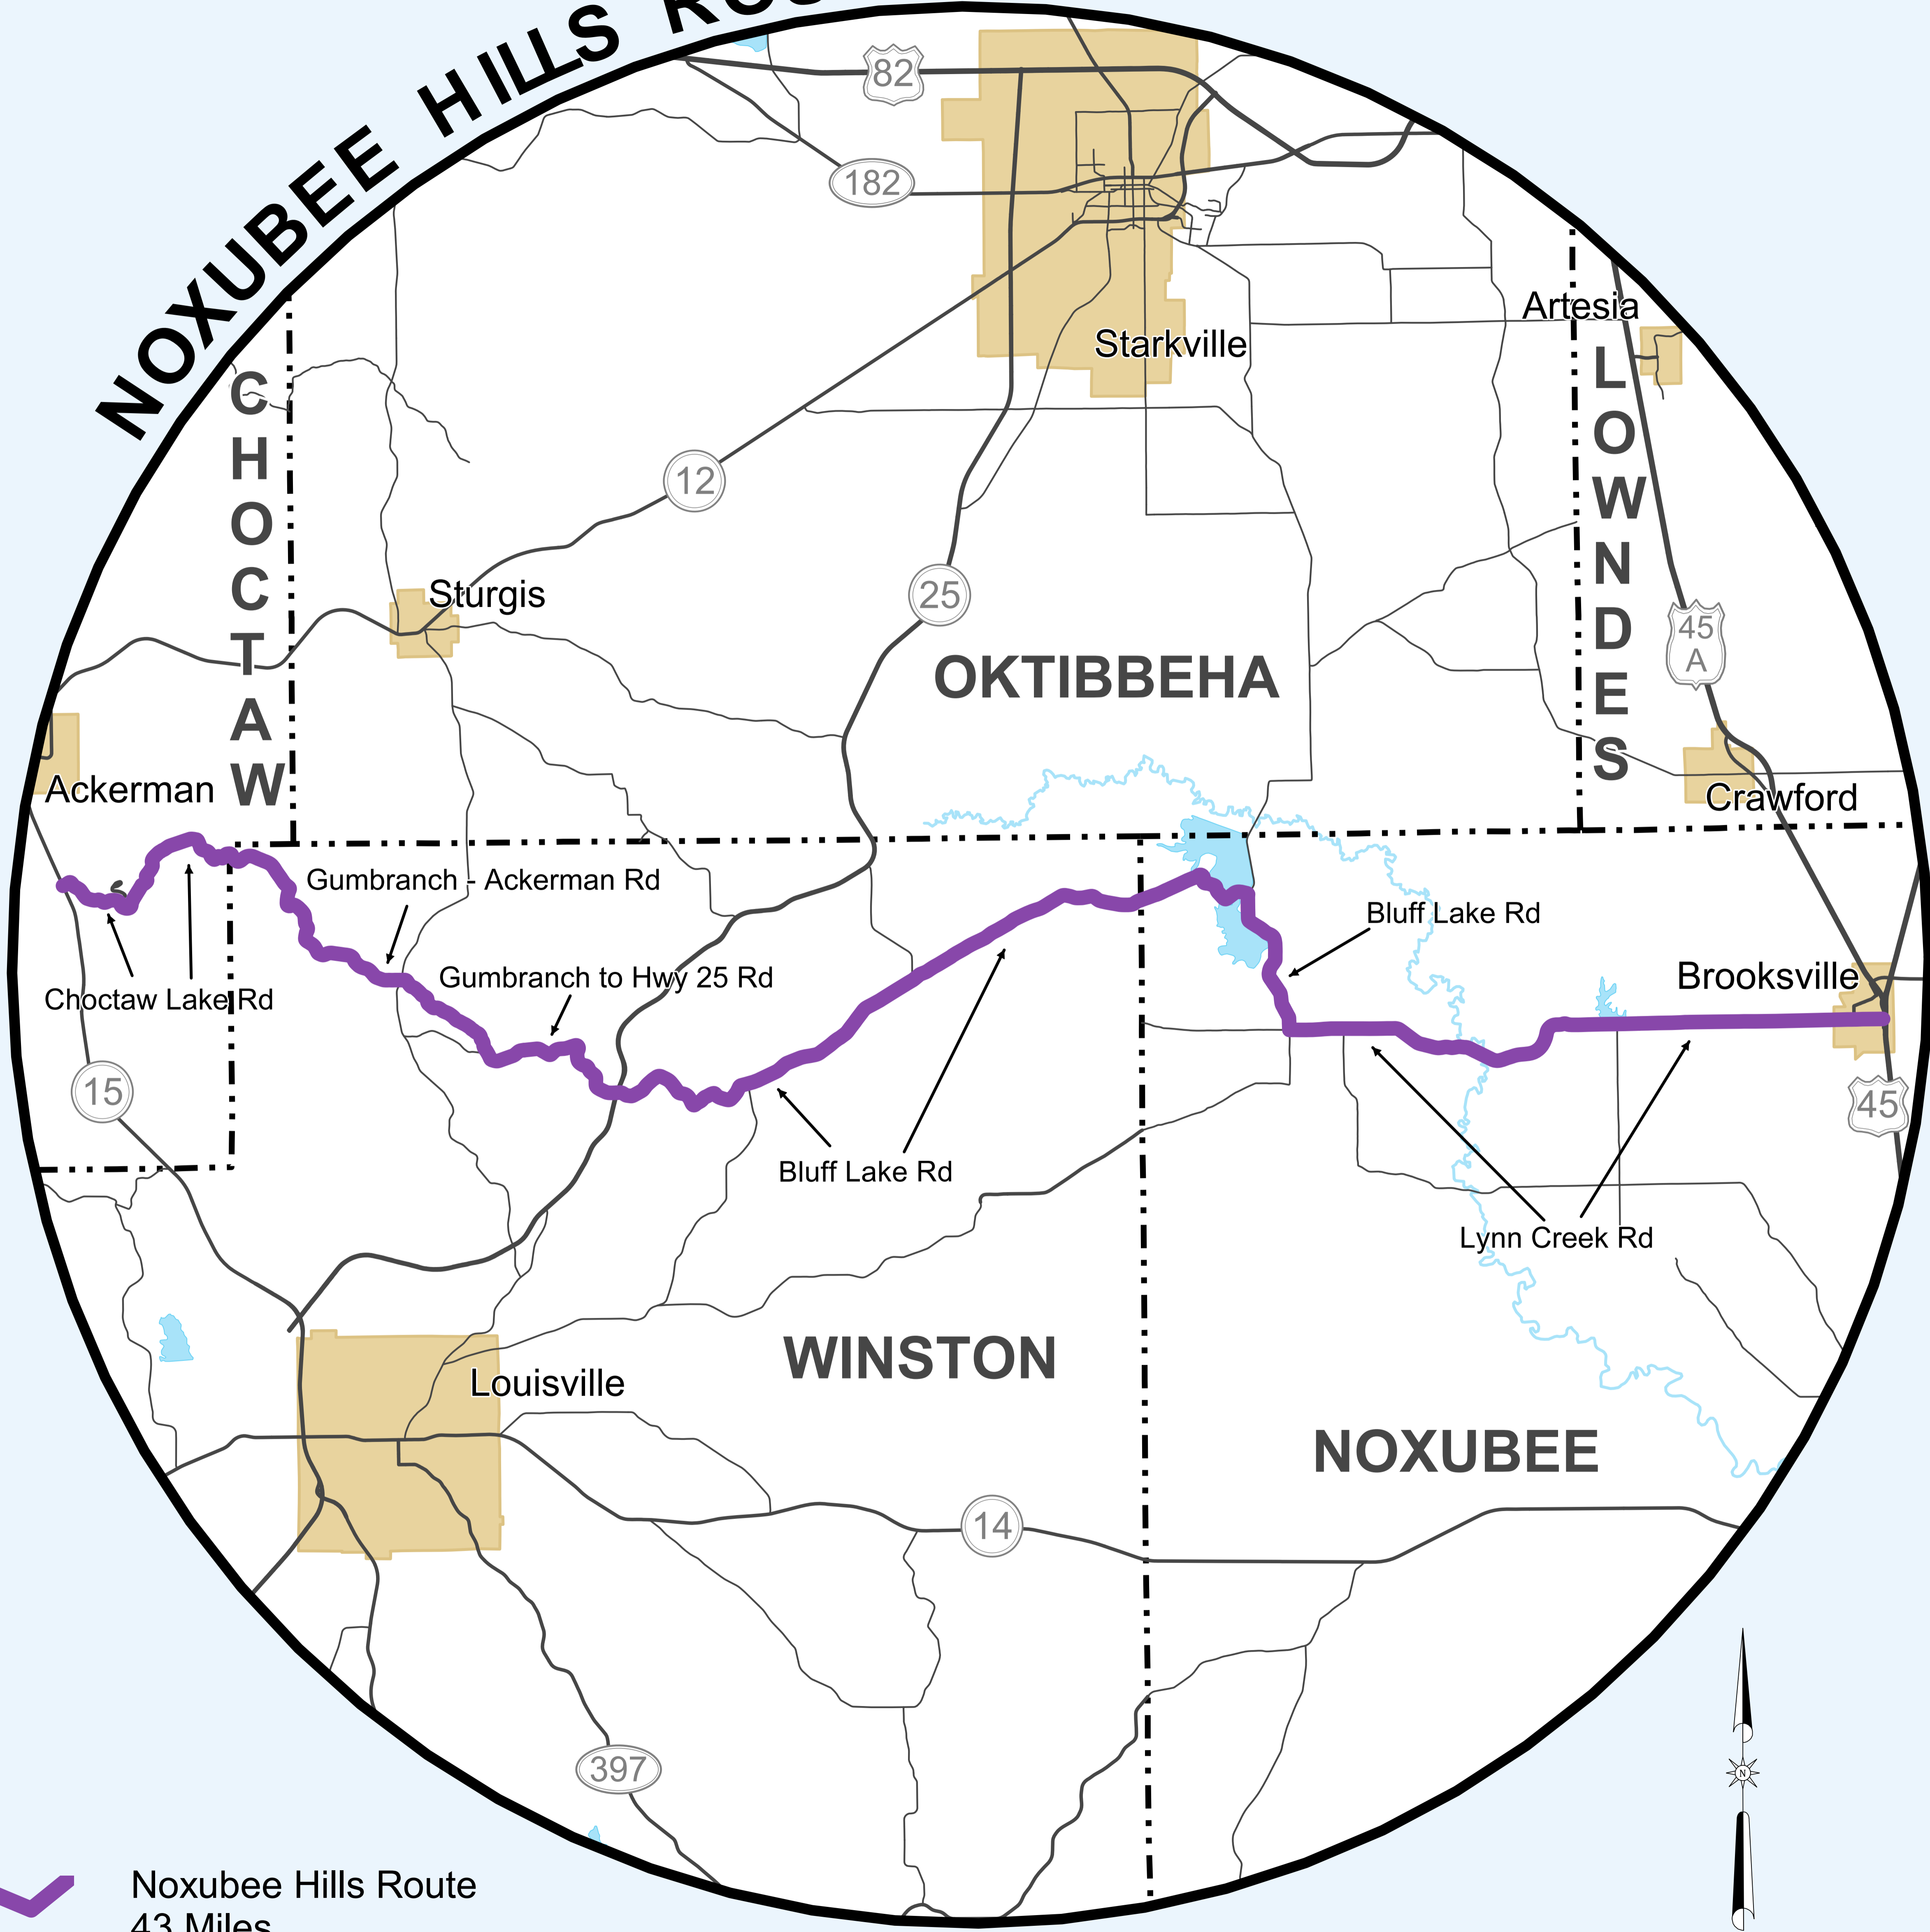 NOXUBEE HILLS
82
182
Artesia
Starkville
CHOCTAW
LOWNDES
12
Sturgis
25
45
A
OKTIBBEHA
Ackerman
Crawford
Gumbranch - Ackerman Rd
Bluff Lake Rd
Gumbranch to Hwy 25 Rd
Brooksville
Choctaw Lake Rd
15
45
Bluff Lake Rd
Lynn Creek Rd
WINSTON
Louisville
NOXUBEE
14
397
N
Noxubee Hills Route
43 Miles